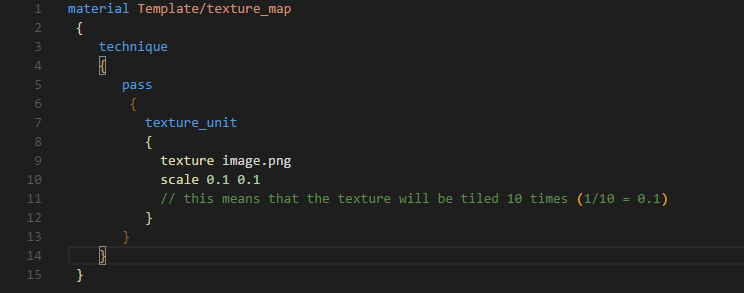 1 material Template/texture_map
2 {
3 technique
4 {
5 pass
6 {
7 texture_unit
8 {
9 texture image.png
10 scale 0.1 0.1
11 // this means that the texture will be tiled 10 times (1/10 = 0.1)
12 }
13 }
14 }
15 }